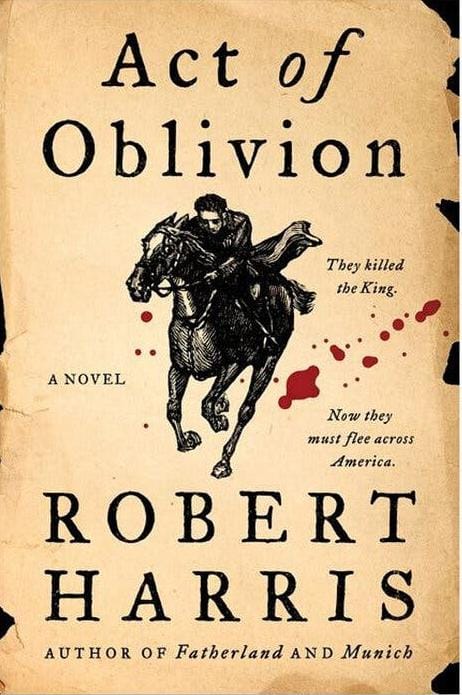 Act of
Oblivion
They killed
the King.
A NOVEL
Now they
must flee across
America.
ROBERT
HARRIS
AUTHOR OF Fatherland AND Munich